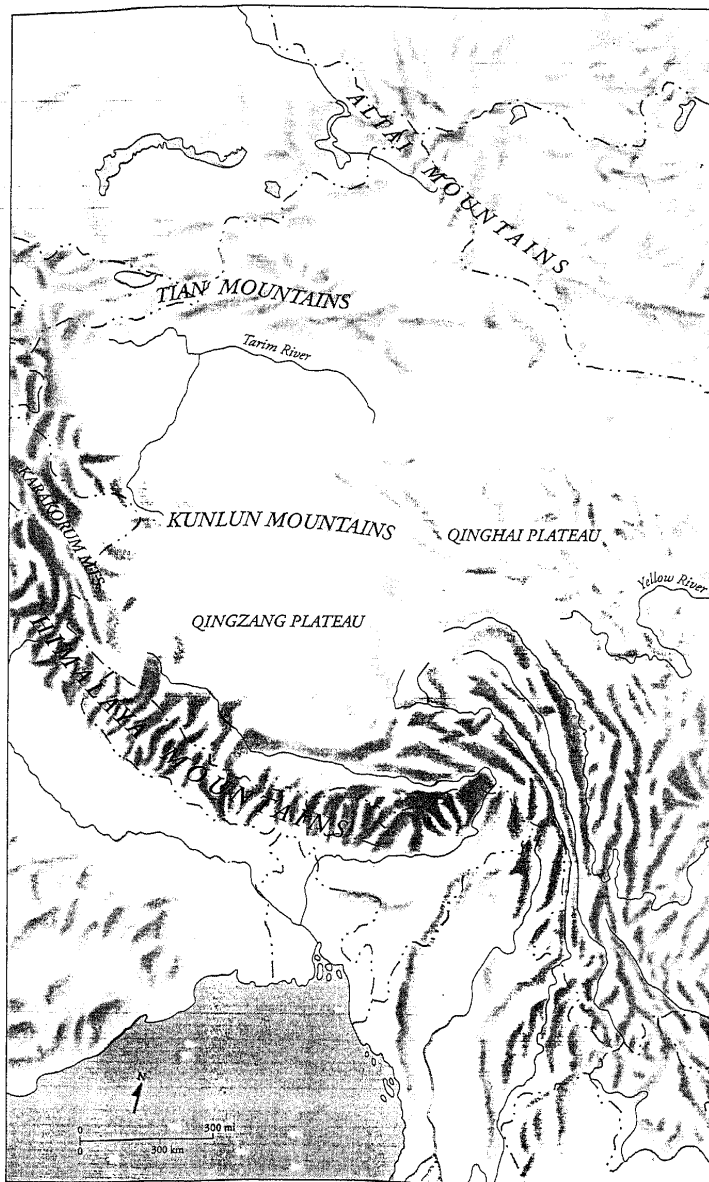 ALTAI MOUNTAINS
TIAN MOUNTAINS
Tarim River
KARAKORUM MTS.
KUNLUN MOUNTAINS
QINGHAI PLATEAU
Yellow River
QINGZANG PLATEAU
HIMALAYA MOUNTAINS
N
0 300 mi
0 300 km